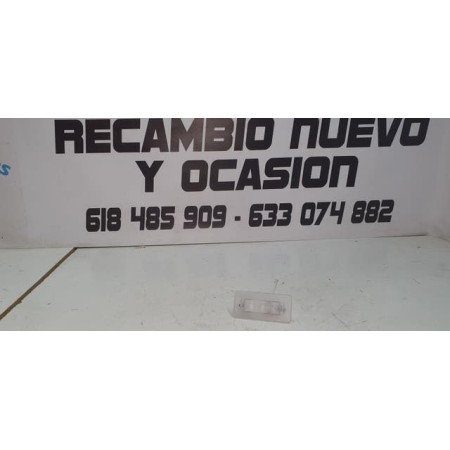 RECAMBIO NUEVO
Y OCASION
618 485 909 - 633 074 882